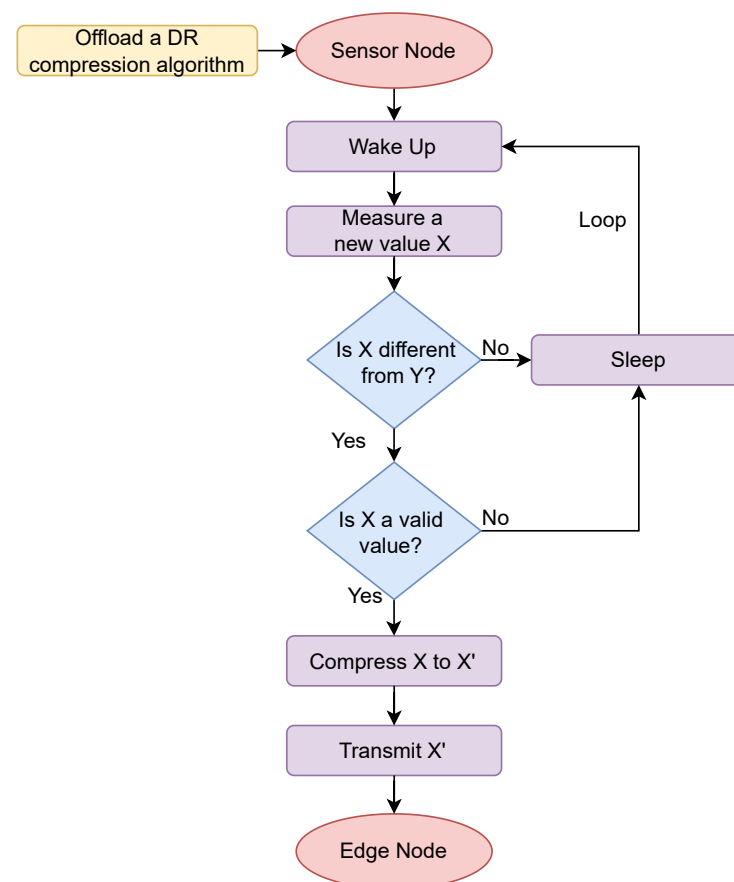 Offload a DR
compression algorithm
Sensor Node
Wake Up
Measure a
new value X
Loop
Is X different
from Y?
No
Sleep
Yes
Is X a valid
value?
No
Yes
Compress X to X'
Transmit X'
Edge Node